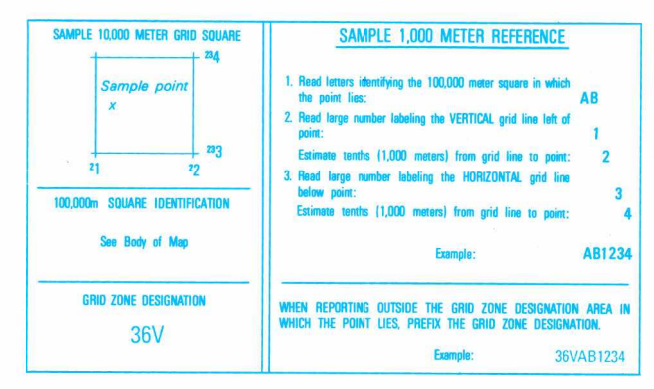 SAMPLE 10,000 METER GRID SQUARE
²³4
Sample point
x
²³3
²1
²2
100,000m SQUARE IDENTIFICATION
See Body of Map
GRID ZONE DESIGNATION
36V
SAMPLE 1,000 METER REFERENCE
1. Read letters identifying the 100,000 meter square in which
the point lies: AB
2. Read large number labeling the VERTICAL grid line left of
point: 1
Estimate tenths (1,000 meters) from grid line to point: 2
3. Read large number labeling the HORIZONTAL grid line
below point: 3
Estimate tenths (1,000 meters) from grid line to point: 4
Example: AB1234
WHEN REPORTING OUTSIDE THE GRID ZONE DESIGNATION AREA IN
WHICH THE POINT LIES, PREFIX THE GRID ZONE DESIGNATION.
Example: 36VAB1234